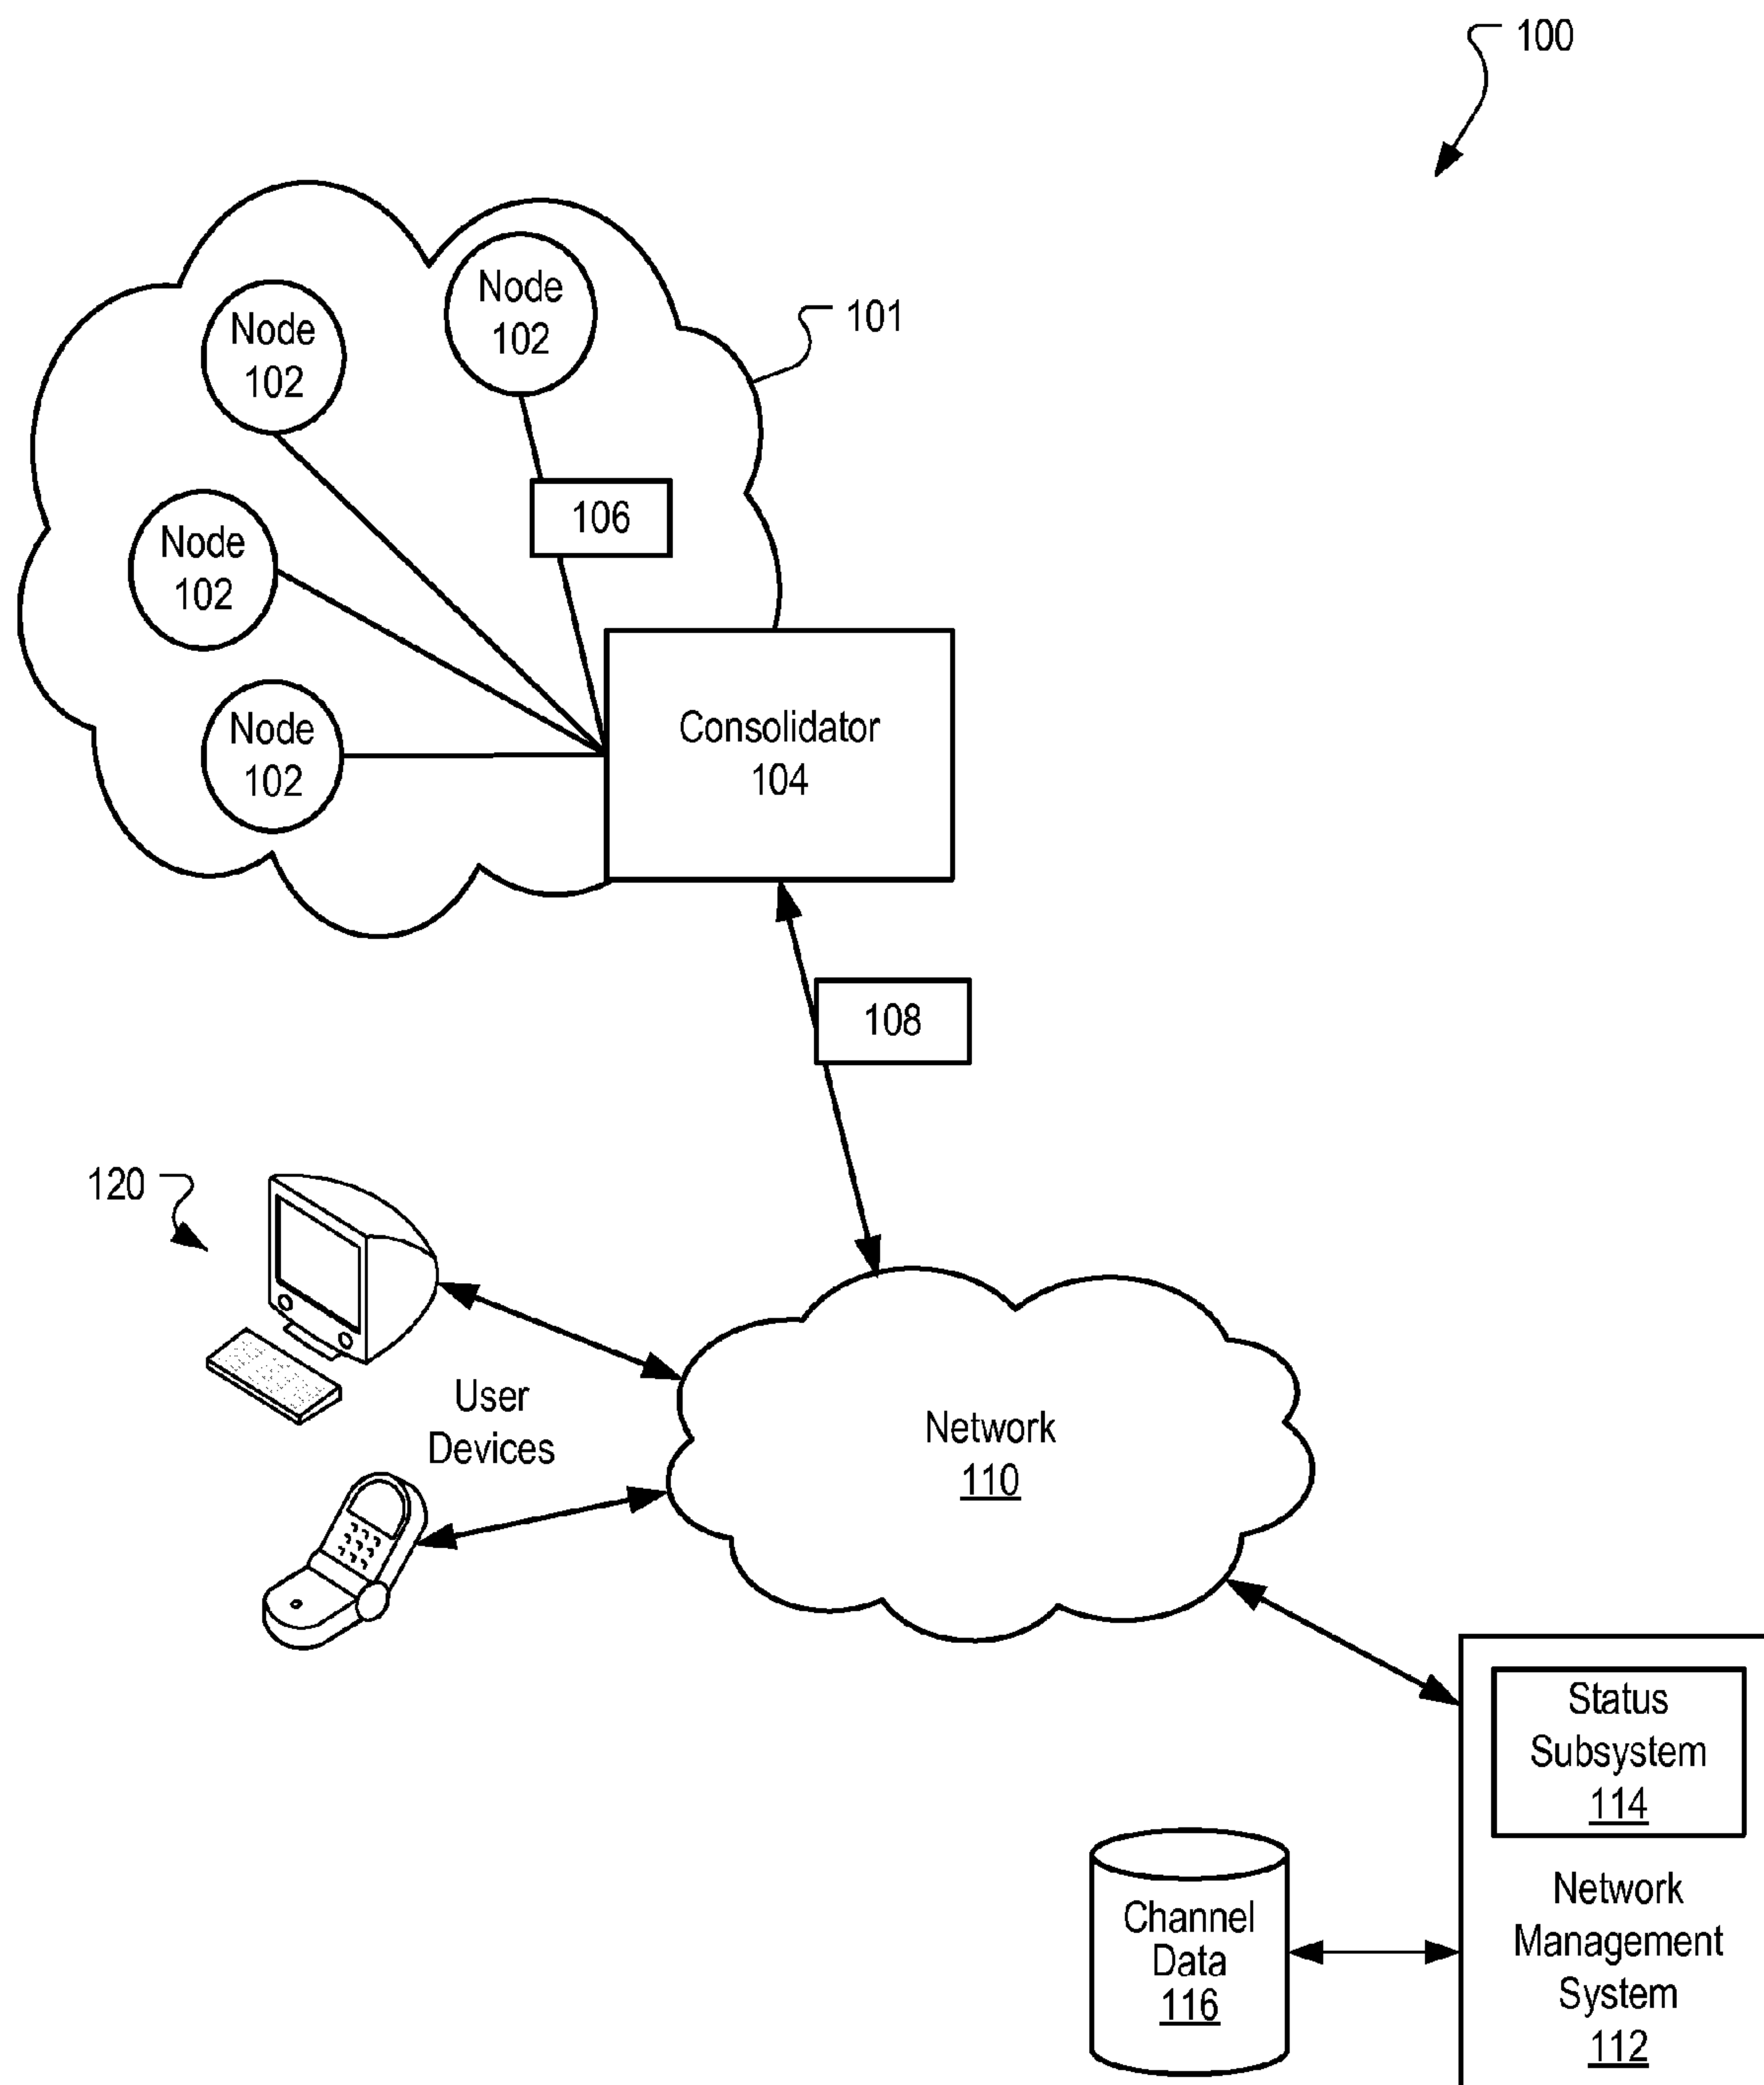 100
101
Node
102
Node
102
106
Node
102
Node
102
Consolidator
104
108
120
User
Devices
Network
110
Status
Subsystem
114
Channel
Data
116
Network
Management
System
112